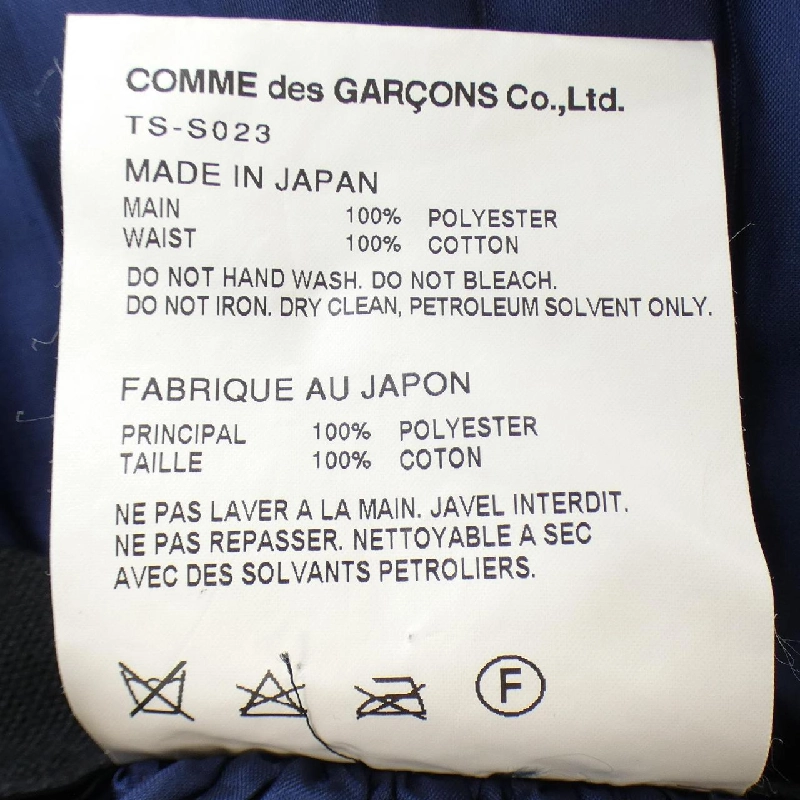 COMME des GARÇONS Co.,Ltd.
TS-S023
MADE IN JAPAN
MAIN 100% POLYESTER
WAIST 100% COTTON
DO NOT HAND WASH. DO NOT BLEACH.
DO NOT IRON. DRY CLEAN, PETROLEUM SOLVENT ONLY.
FABRIQUE AU JAPON
PRINCIPAL 100% POLYESTER
TAILLE 100% COTON
NE PAS LAVER A LA MAIN. JAVEL INTERDIT.
NE PAS REPASSER. NETTOYABLE A SEC
AVEC DES SOLVANTS PETROLIERS.
F